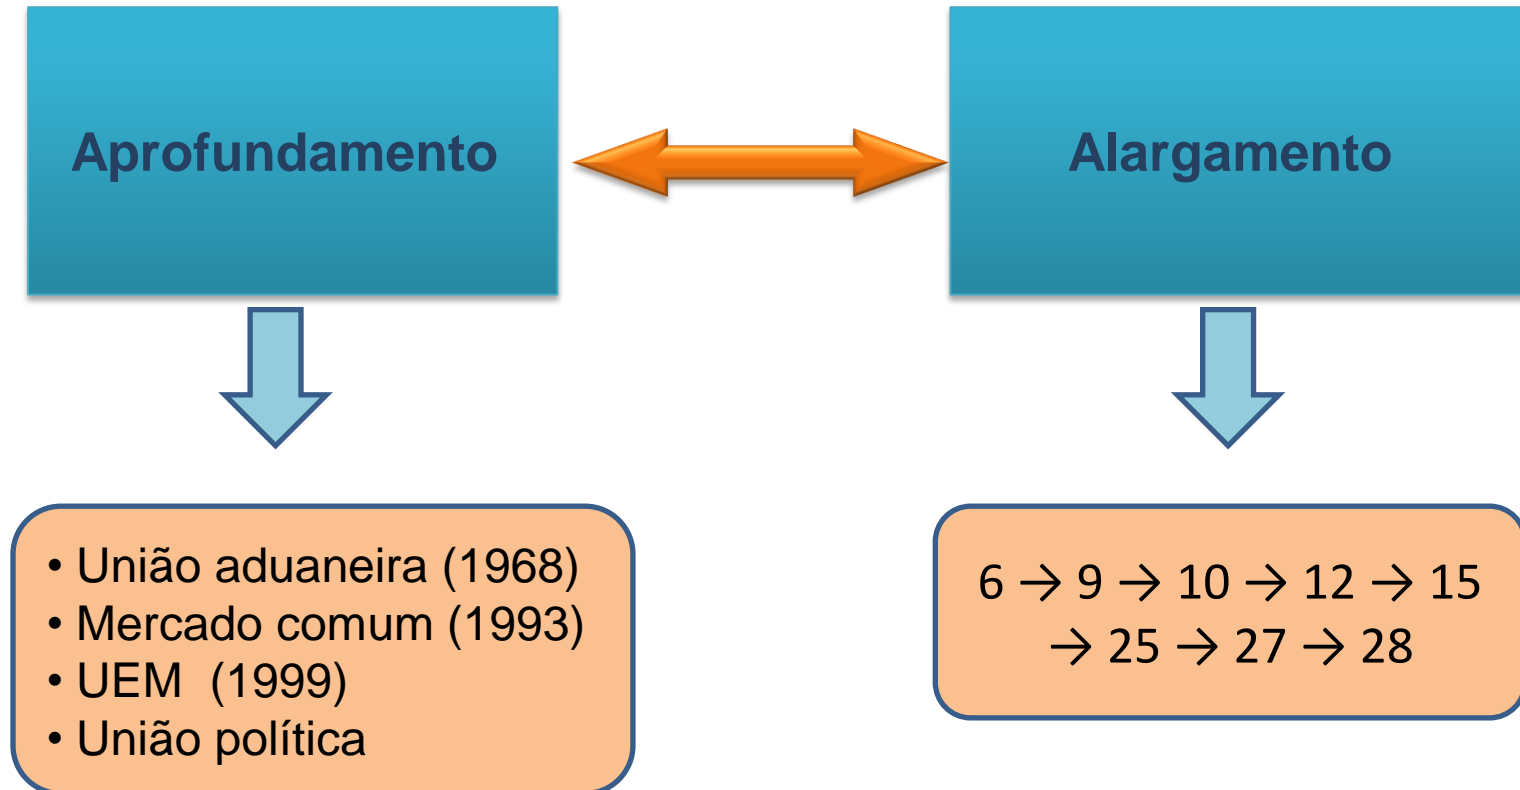 Aprofundamento
Alargamento
• União aduaneira (1968)
• Mercado comum (1993)
• UEM  (1999)
• União política
6 → 9 → 10 → 12 → 15
→ 25 → 27 → 28